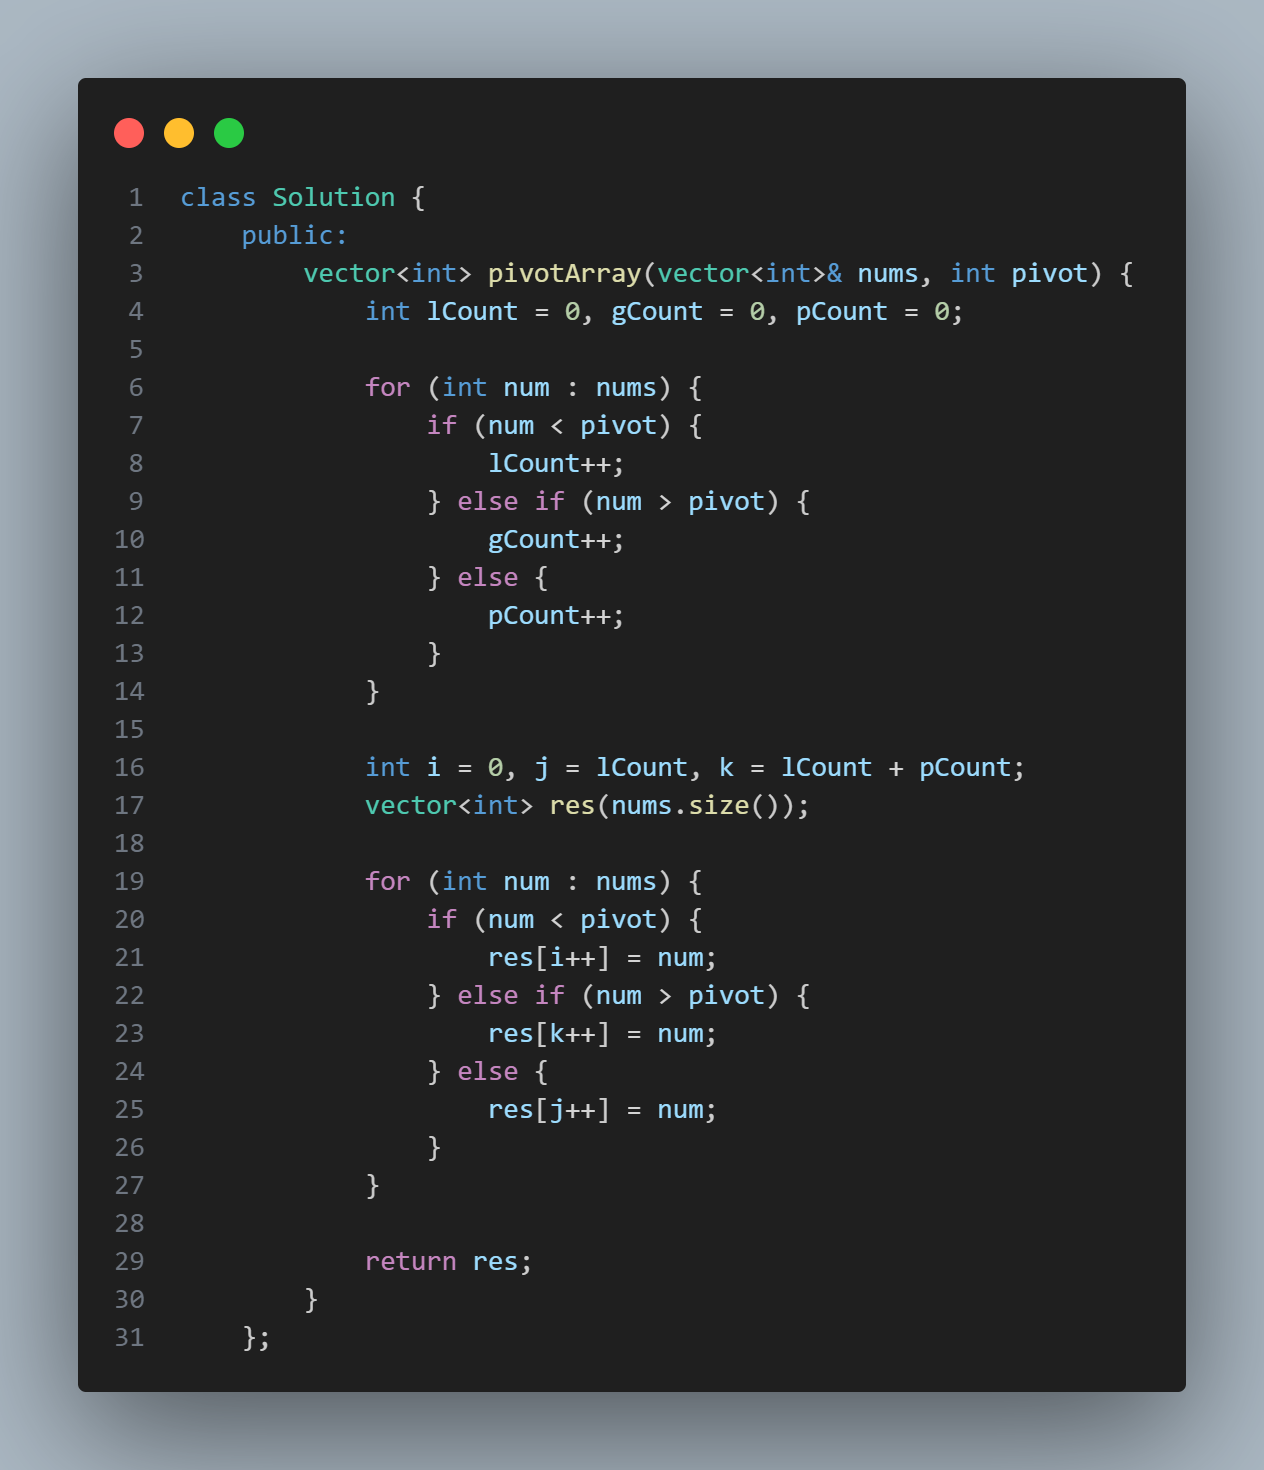 1 class Solution {
2     public:
3         vector<int> pivotArray(vector<int>& nums, int pivot) {
4             int lCount = 0, gCount = 0, pCount = 0;
5
6             for (int num : nums) {
7                 if (num < pivot) {
8                     lCount++;
9                 } else if (num > pivot) {
10                     gCount++;
11                 } else {
12                     pCount++;
13                 }
14             }
15
16             int i = 0, j = lCount, k = lCount + pCount;
17             vector<int> res(nums.size());
18
19             for (int num : nums) {
20                 if (num < pivot) {
21                     res[i++] = num;
22                 } else if (num > pivot) {
23                     res[k++] = num;
24                 } else {
25                     res[j++] = num;
26                 }
27             }
28
29             return res;
30         }
31     };